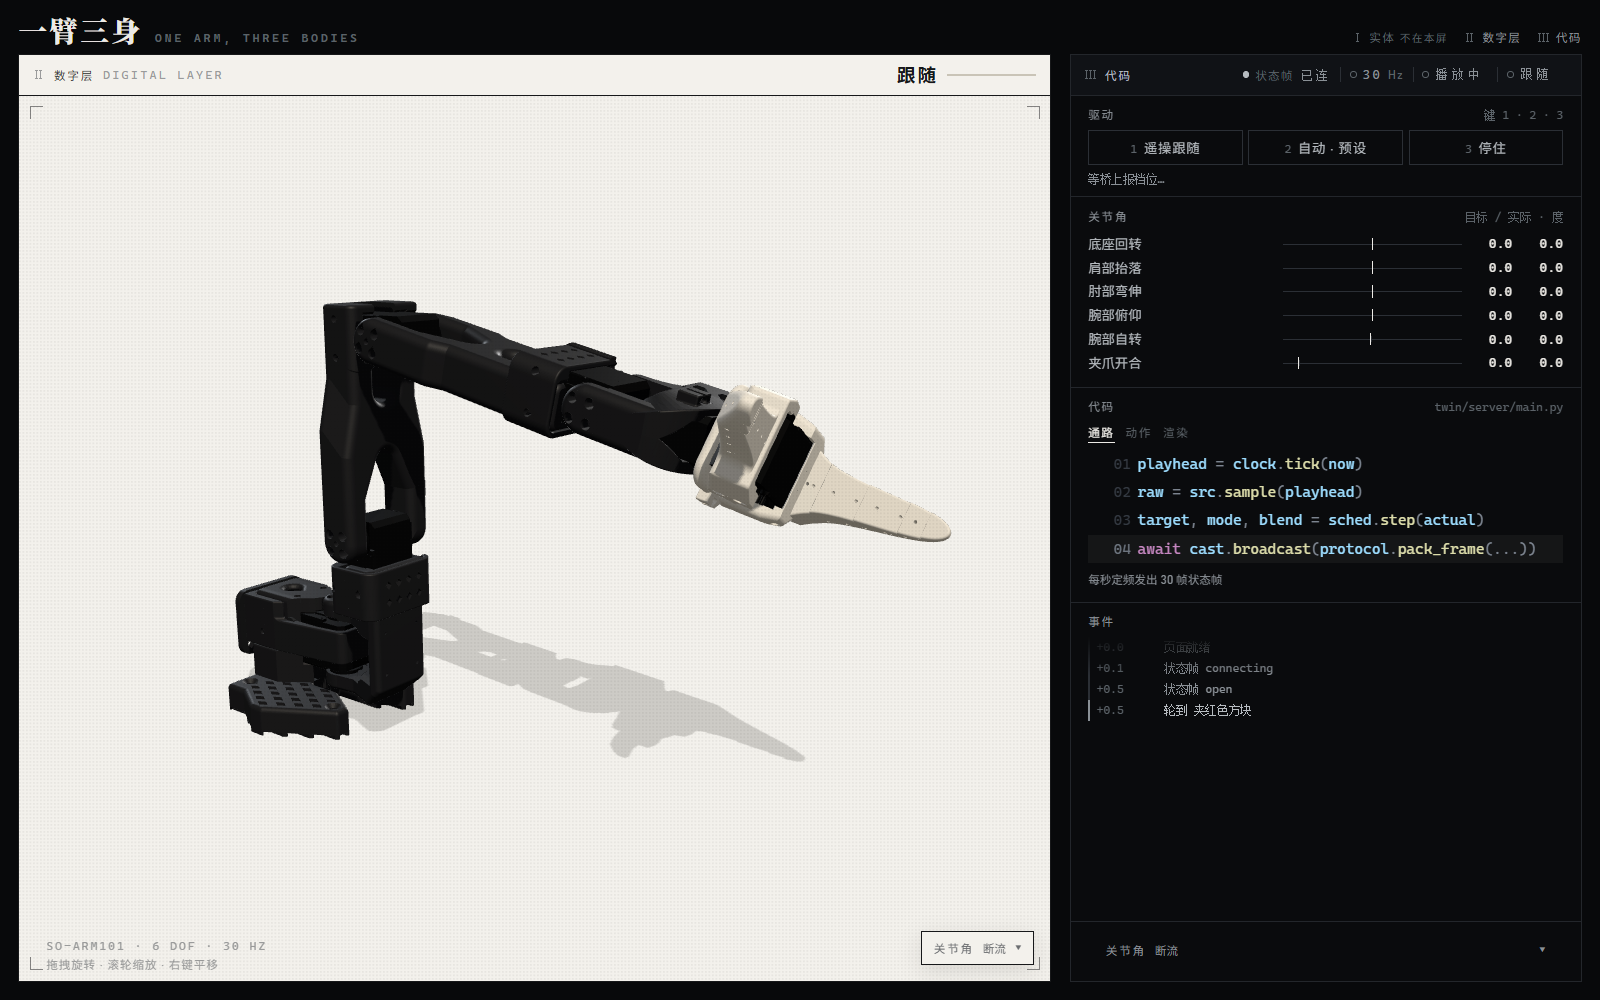 一臂三身 ONE ARM, THREE BODIES
I 实体 不在本屏 II 数字层 III 代码
II 数字层 DIGITAL LAYER
跟随
SO-ARM101 · 6 DOF · 30 HZ
拖拽旋转 · 滚轮缩放 · 右键平移
关节角 断流 ▼
III 代码
状态帧 已连 30 Hz 播放中 跟随
驱动 键 1 · 2 · 3
1 遥操跟随
2 自动 · 预设
3 停住
等桥上报档位…
关节角 目标 / 实际 · 度
底座回转 0.0 0.0
肩部抬落 0.0 0.0
肘部弯伸 0.0 0.0
腕部俯仰 0.0 0.0
腕部自转 0.0 0.0
夹爪开合 0.0 0.0
代码 twin/server/main.py
通路 动作 渲染
01 playhead = clock.tick(now)
02 raw = src.sample(playhead)
03 target, mode, blend = sched.step(actual)
04 await cast.broadcast(protocol.pack_frame(...))
每秒定频发出 30 帧状态帧
事件
+0.0 页面就绪
+0.1 状态帧 connecting
+0.5 状态帧 open
+0.5 轮到 夹红色方块
关节角 断流 ▼